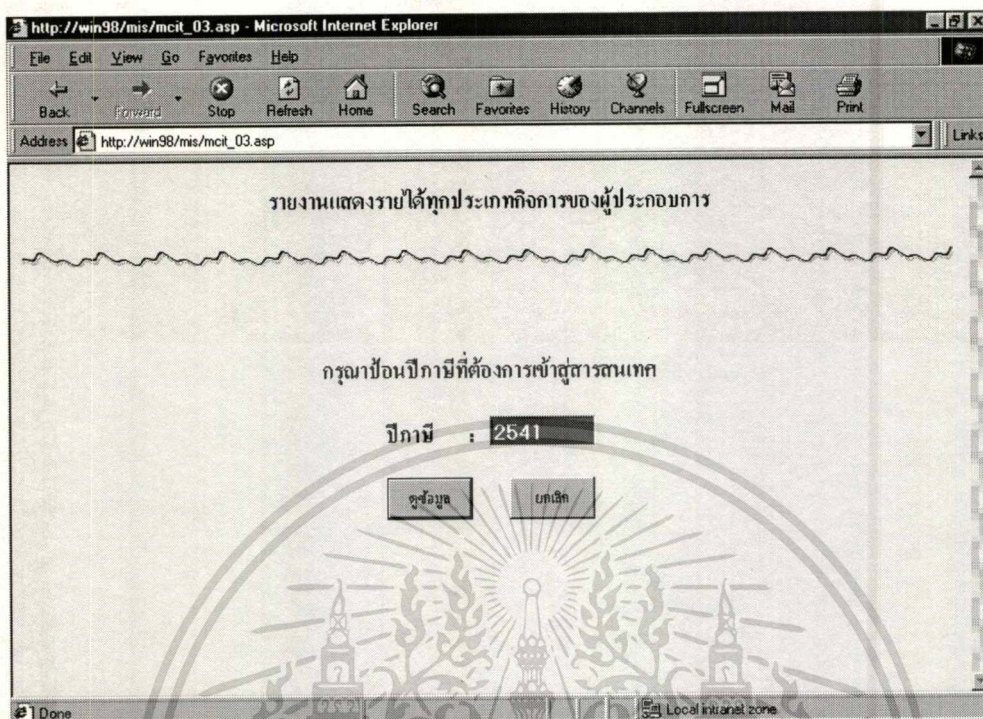 http://win98/mis/mcit_03.asp - Microsoft Internet Explorer
File Edit View Go Favorites Help
Back Forward Stop Refresh Home Search Favorites History Channels Fullscreen Mail Print
Address http://win98/mis/mcit_03.asp Links
รายงานแสดงรายได้ทุกประเภทกิจการของผู้ประกอบการ
กรุณาป้อนปีภาษีที่ต้องการเข้าสู่สารสนเทศ
ปีภาษี : 2541
ดูข้อมูล ยกเลิก
Done Local intranet zone